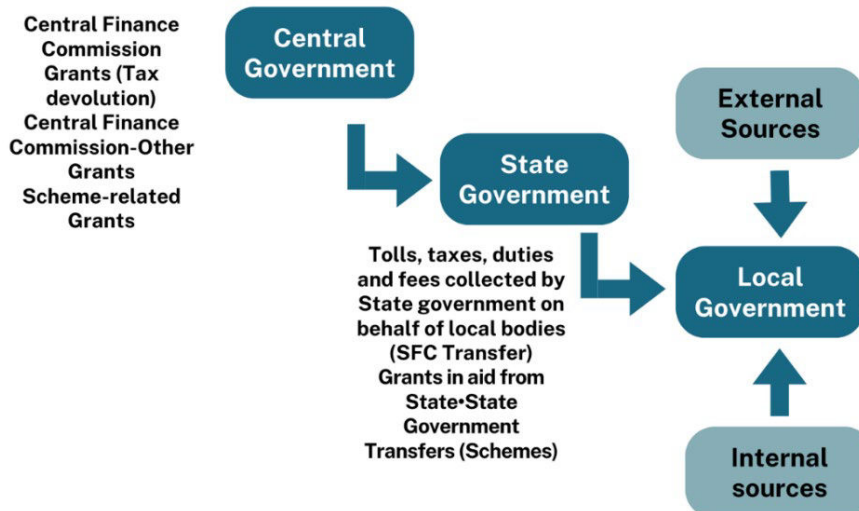 Central Finance
Commission
Grants (Tax
devolution)
Central Finance
Commission-Other
Grants
Scheme-related
Grants
Central
Government
State
Government
Tolls, taxes, duties
and fees collected by
State government on
behalf of local bodies
(SFC Transfer)
Grants in aid from
State•State
Government
Transfers (Schemes)
External
Sources
Local
Government
Internal
sources